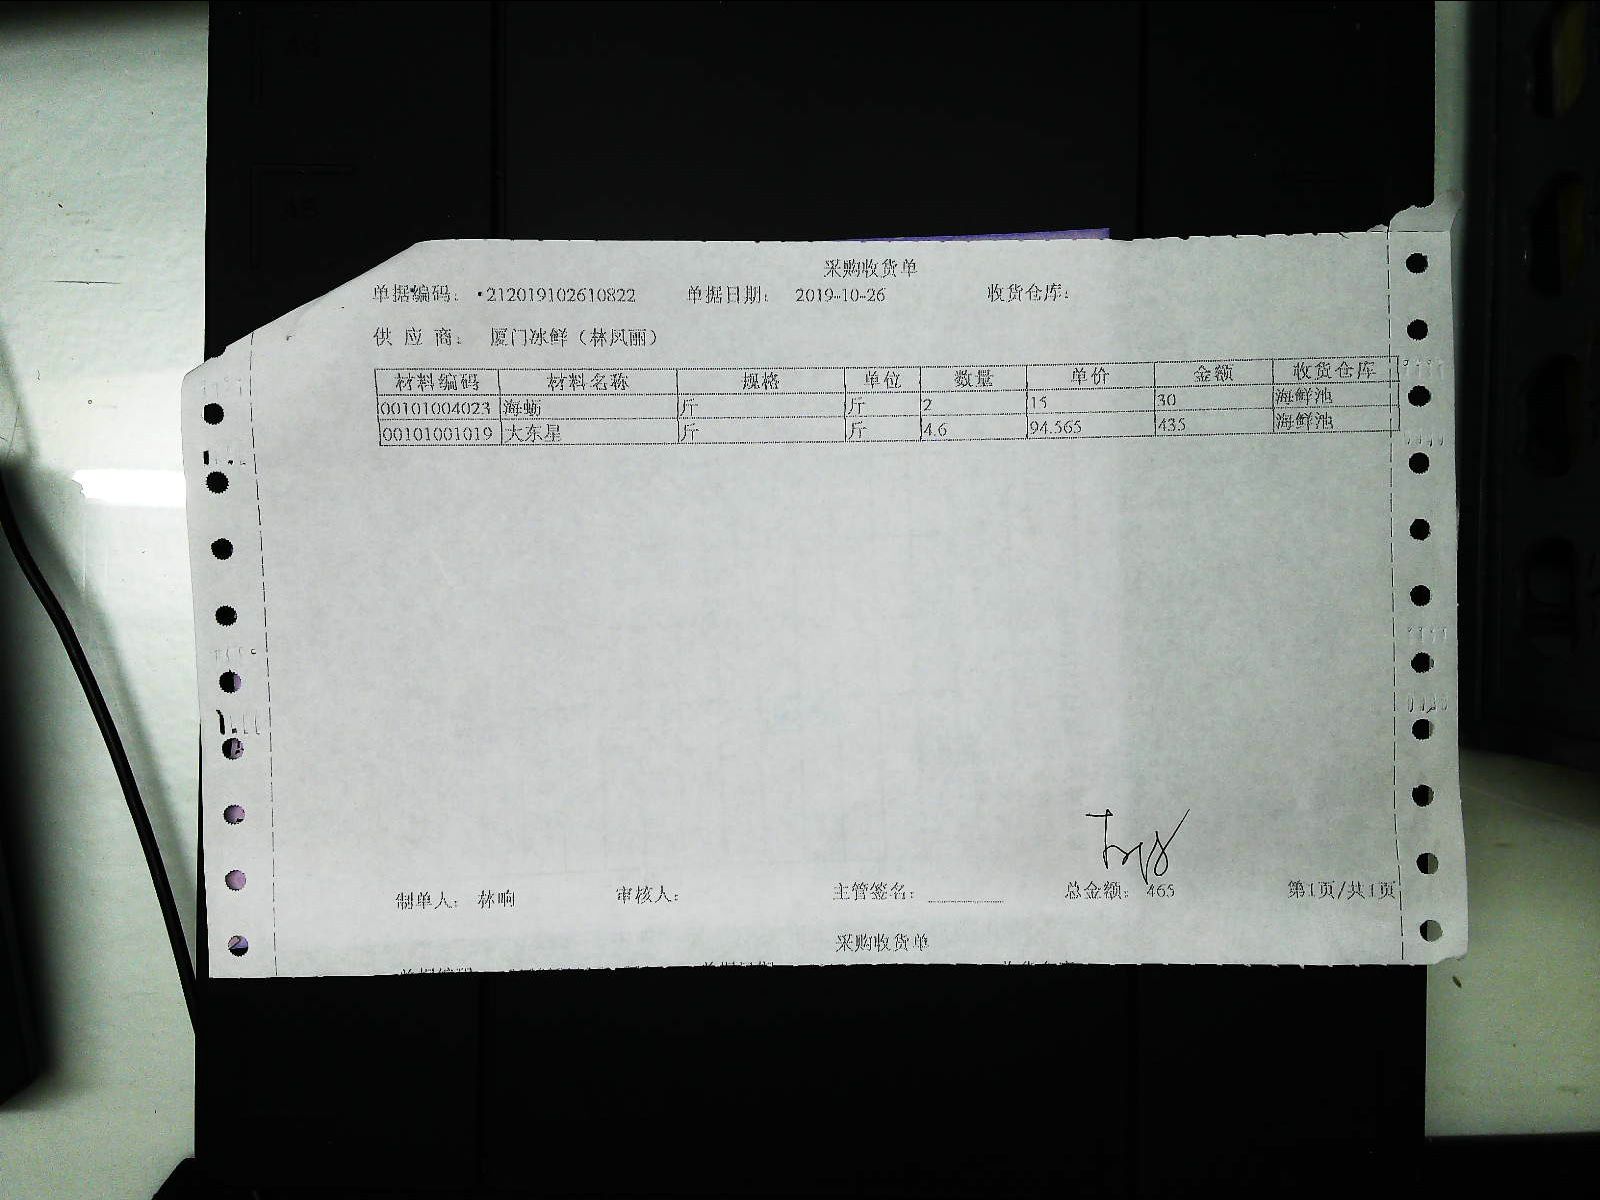 采购收货单
单据编码: 212019102610822 单据日期: 2019-10-26 收货仓库:
供应商: 厦门冰鲜（林凤丽）
材料编码 材料名称 规格 单位 数量 单价 金额 收货仓库
00101004023 海蛎 斤 斤 2 15 30 海鲜池
00101001019 大东星 斤 斤 4.6 94.565 435 海鲜池
制单人: 林响 审核人: 主管签名: 总金额: 465 第1页/共1页
采购收货单